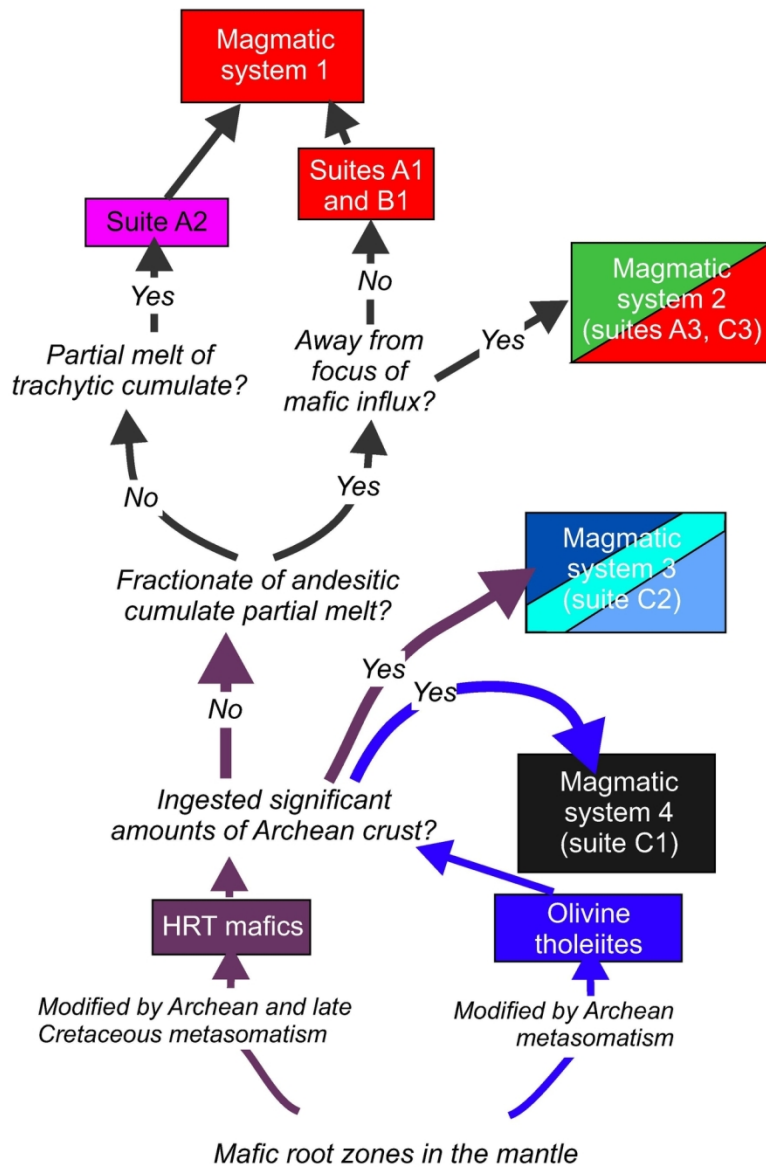 Magmatic
system 1
Suites A1
and B1
Suite A2
Magmatic
system 2
(suites A3, C3)
No
Yes
Yes
Partial melt of
trachytic cumulate?
Away from
focus of
mafic influx?
No
Yes
Magmatic
system 3
(suite C2)
Fractionate of andesitic
cumulate partial melt?
Yes
Yes
No
Magmatic
system 4
(suite C1)
Ingested significant
amounts of Archean crust?
HRT mafics
Olivine
tholeiites
Modified by Archean and late
Cretaceous metasomatism
Modified by Archean
metasomatism
Mafic root zones in the mantle